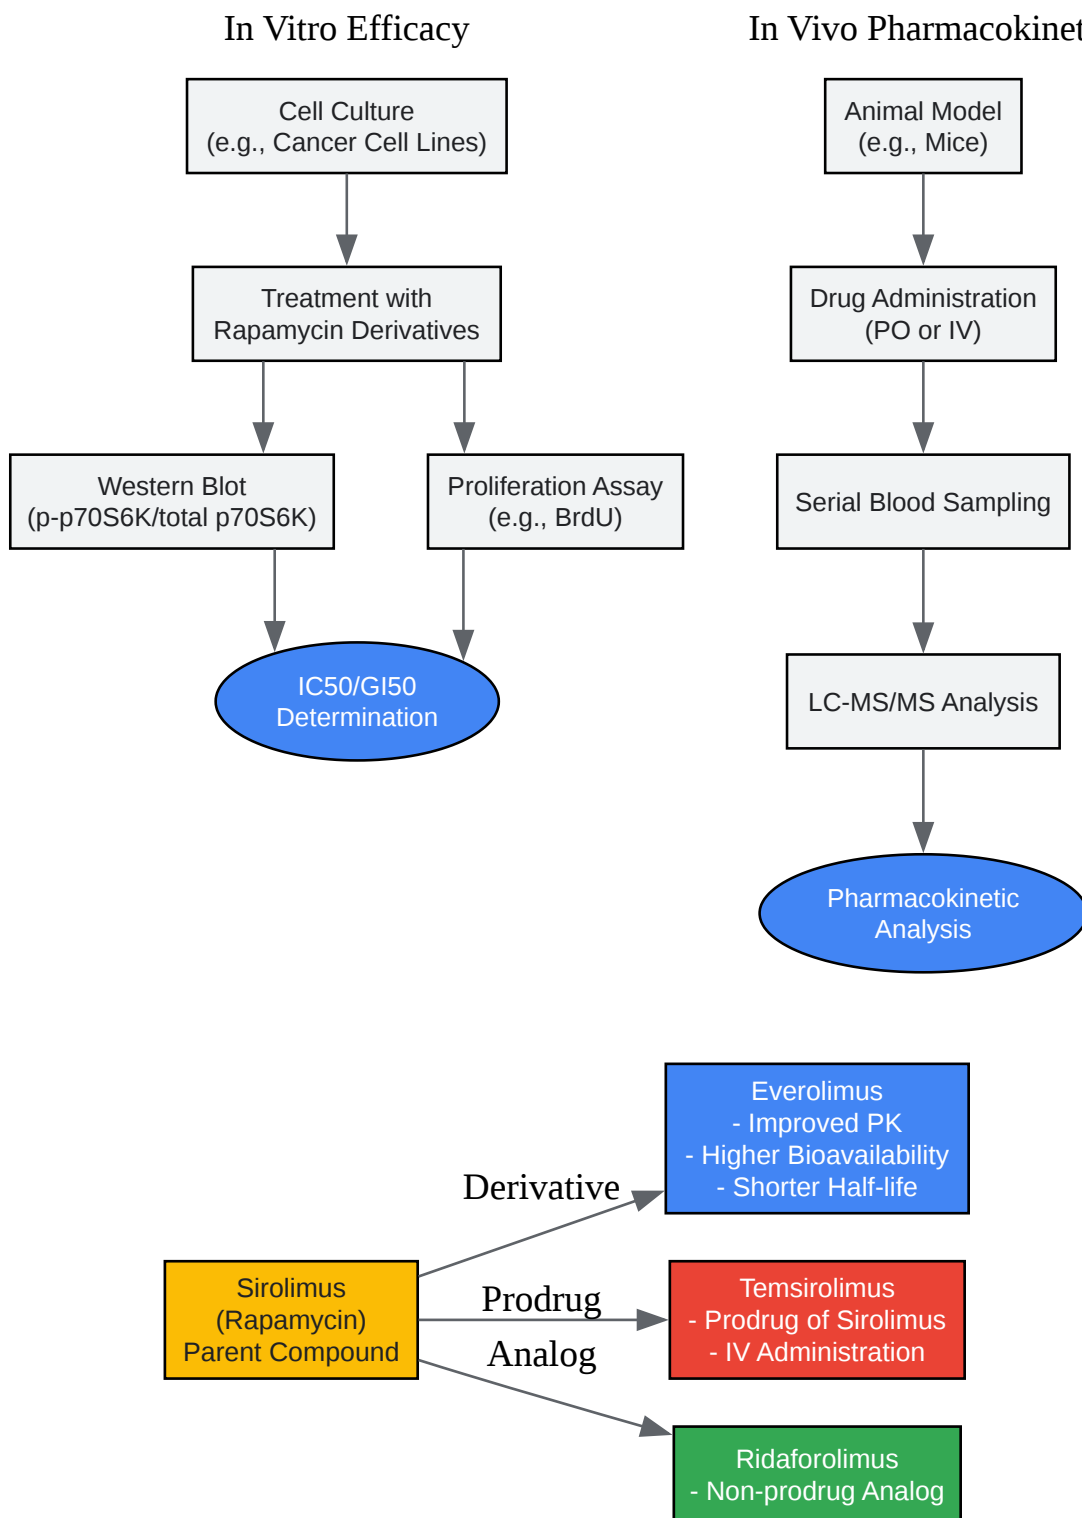 In Vitro Efficacy
Cell Culture
(e.g., Cancer Cell Lines)
Treatment with
Rapamycin Derivatives
Western Blot
(p-p70S6K/total p70S6K)
Proliferation Assay
(e.g., BrdU)
IC50/GI50
Determination
In Vivo Pharmacokinet
Animal Model
(e.g., Mice)
Drug Administration
(PO or IV)
Serial Blood Sampling
LC-MS/MS Analysis
Pharmacokinetic
Analysis
Sirolimus
(Rapamycin)
Parent Compound
Derivative
Prodrug
Analog
Everolimus
- Improved PK
- Higher Bioavailability
- Shorter Half-life
Temsirolimus
- Prodrug of Sirolimus
- IV Administration
Ridaforolimus
- Non-prodrug Analog